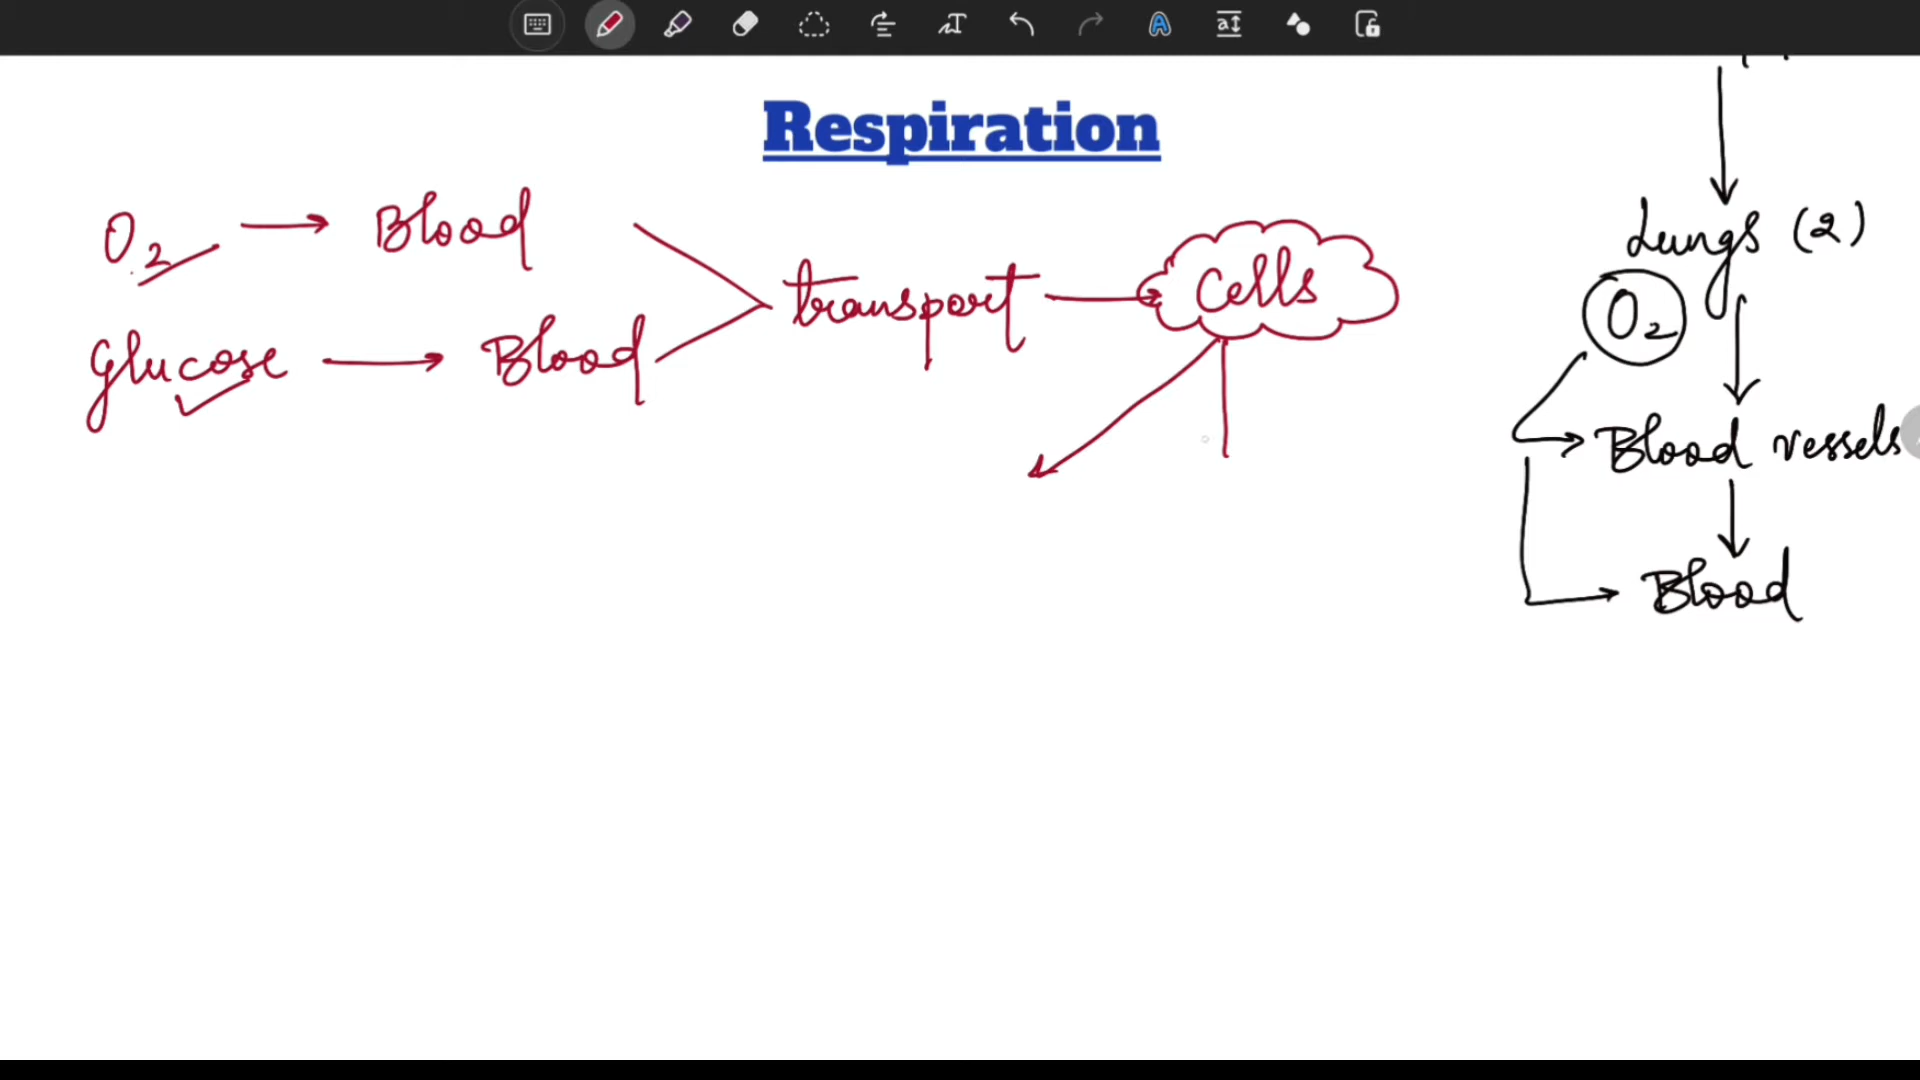 Respiration
O2 → Blood
Glucose → Blood
transport → Cells
Lungs (2)
O2
Blood vessels
Blood